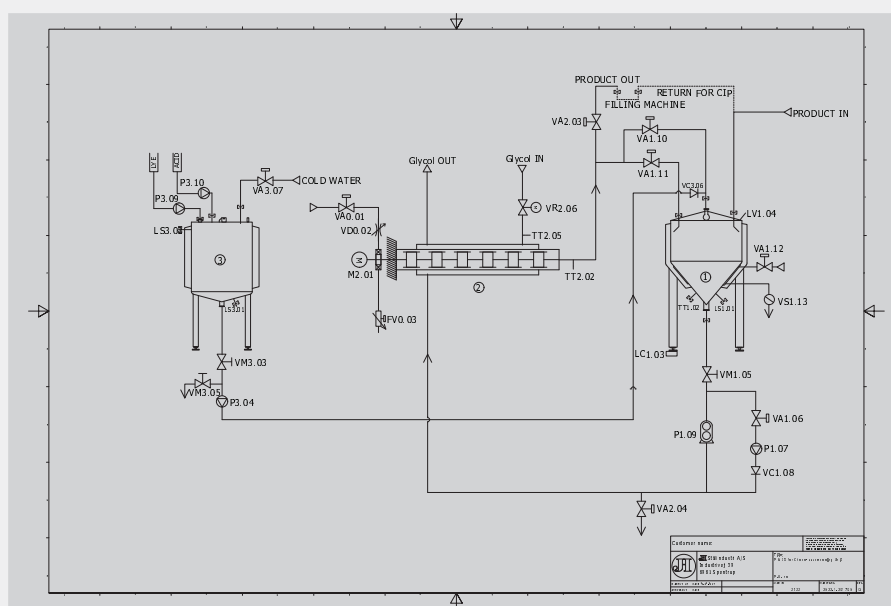 PRODUCT OUT
RETURN FOR CIP
FILLING MACHINE
PRODUCT IN
VA2.03
VA1.10
VA1.11
LYE
ACID
P3.10
P3.09
VA3.07
COLD WATER
Glycol OUT
Glycol IN
VC3.06
VA0.01
VR2.06
LV1.04
VD0.02
TT2.05
VA1.12
3
M
M2.01
2
TT2.02
1
VS1.13
LS3.01
TT1.02
LS1.01
FV0.03
VM3.03
LC1.03
VM3.05
P3.04
VM1.05
VA1.06
P1.09
P1.07
VC1.08
VA2.04
Customer name: